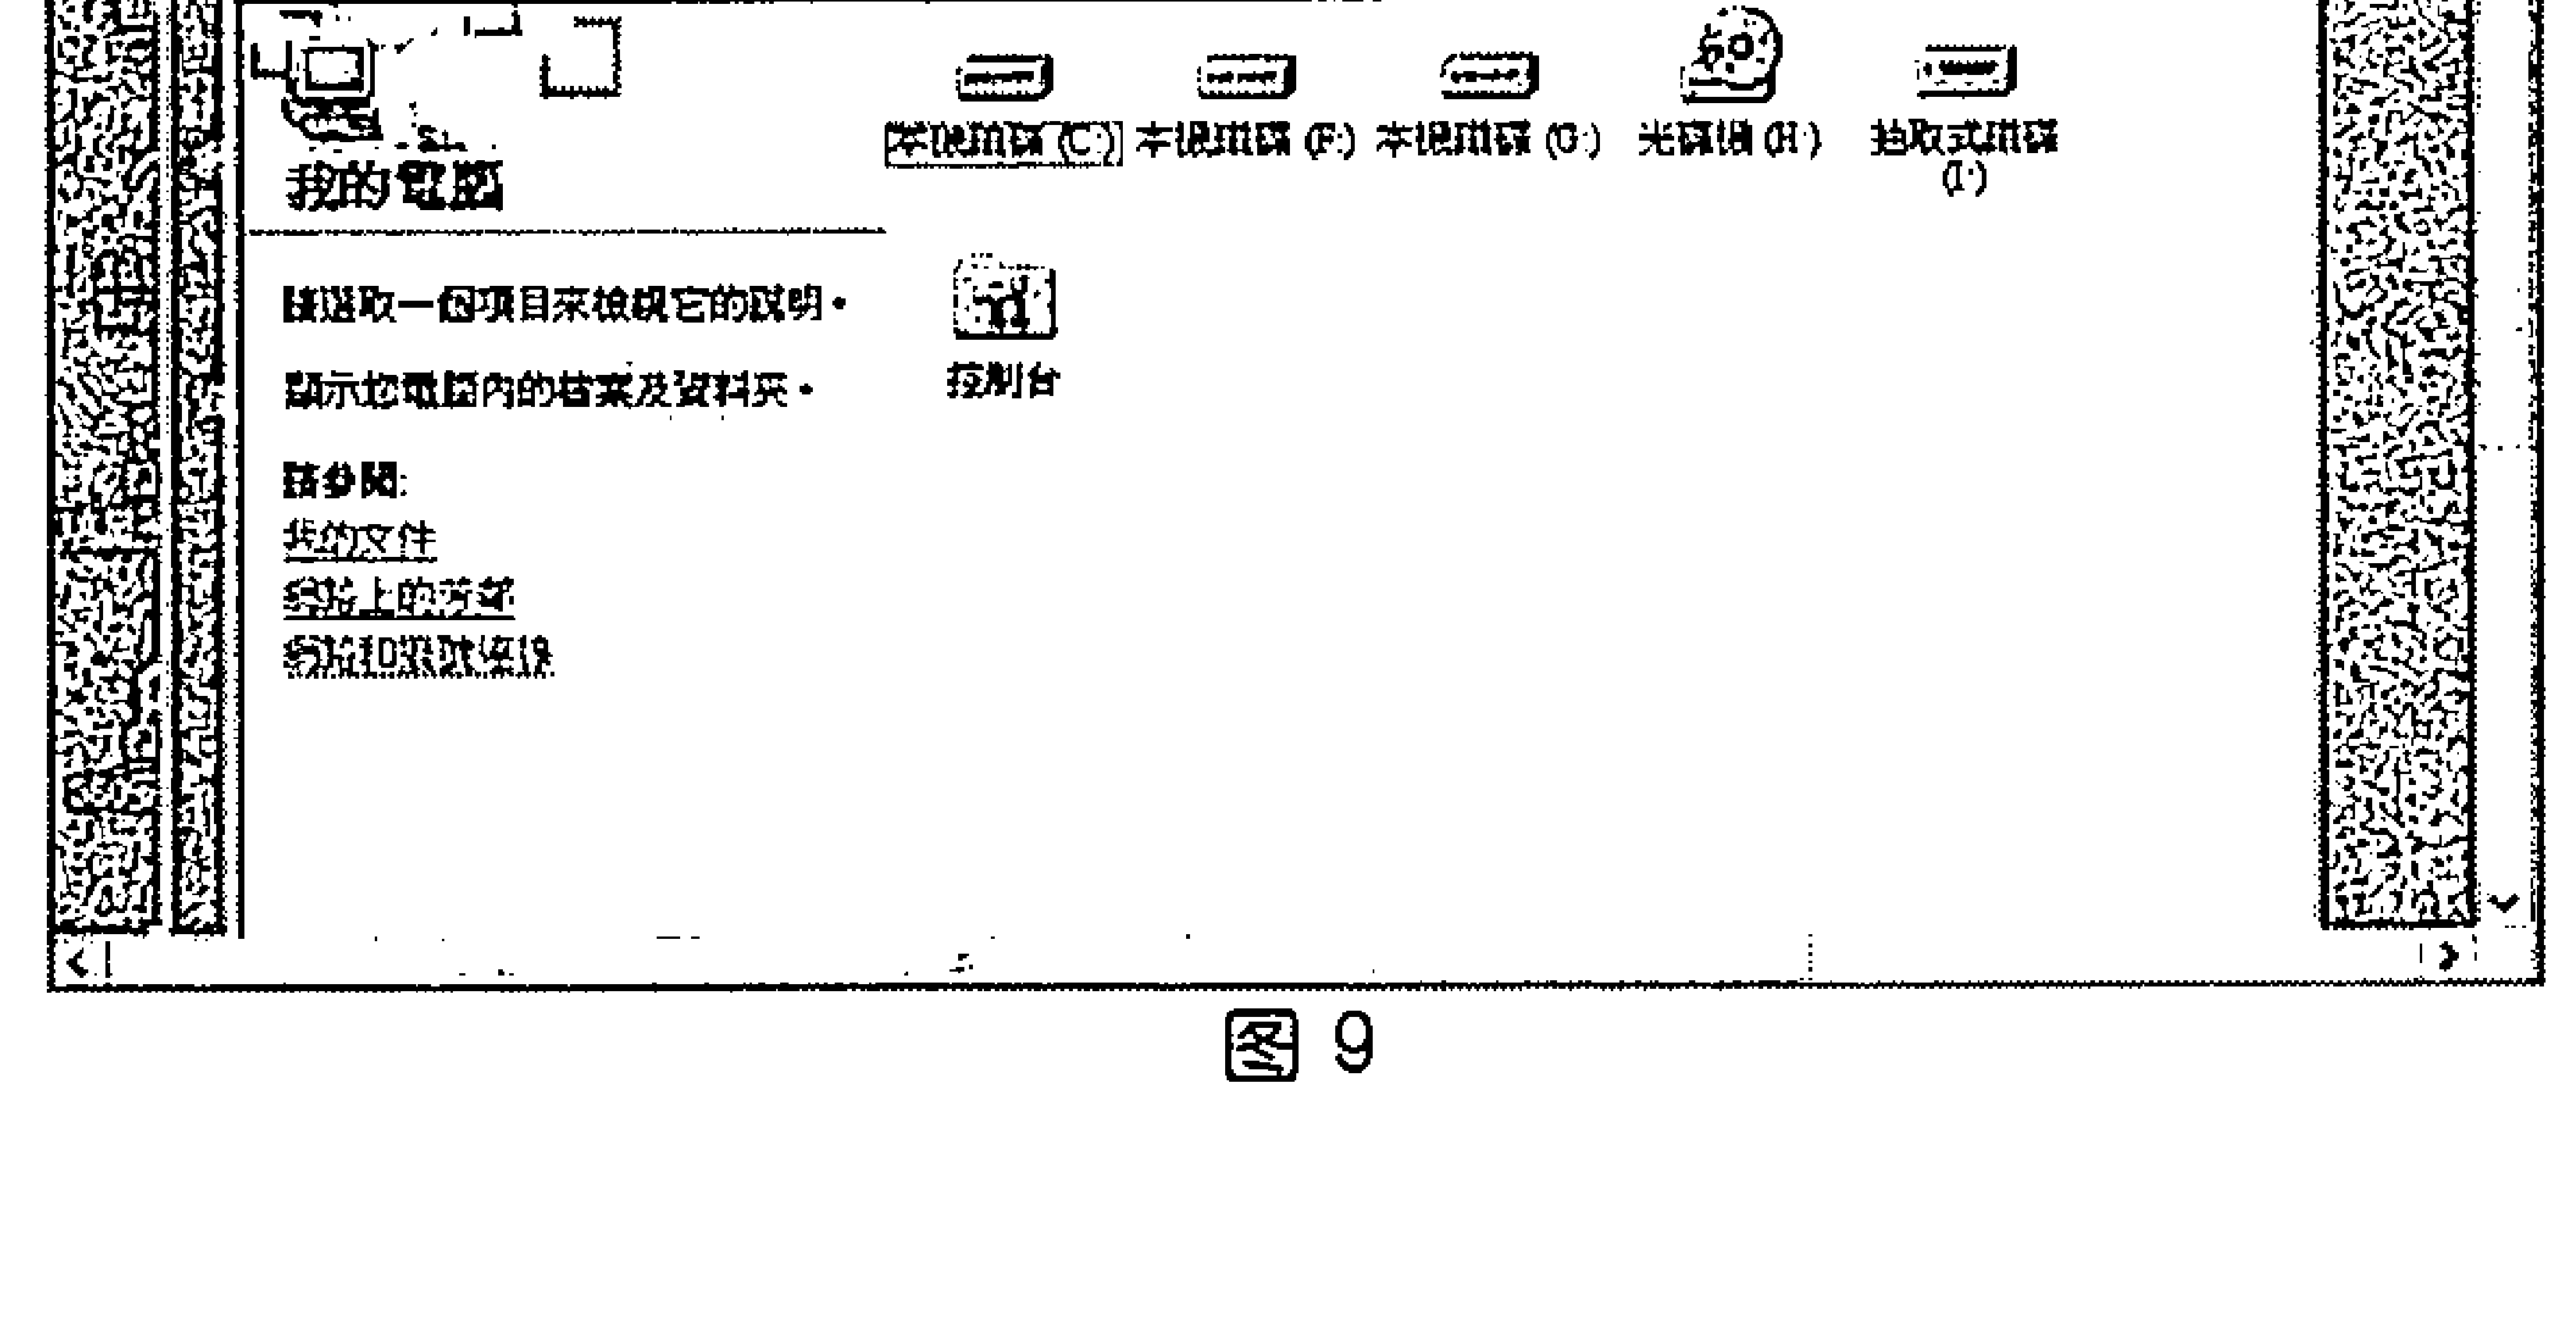 本機磁碟 (C:) 本機磁碟 (F:) 本機磁碟 (G:) 光碟機 (H:) 抽取式磁碟 (I:)
我的電腦
請選取一個項目來檢視它的說明。
顯示您電腦內的檔案及資料夾。
控制台
請參閱:
我的文件
網路上的芳鄰
網路和撥號連線
图 9